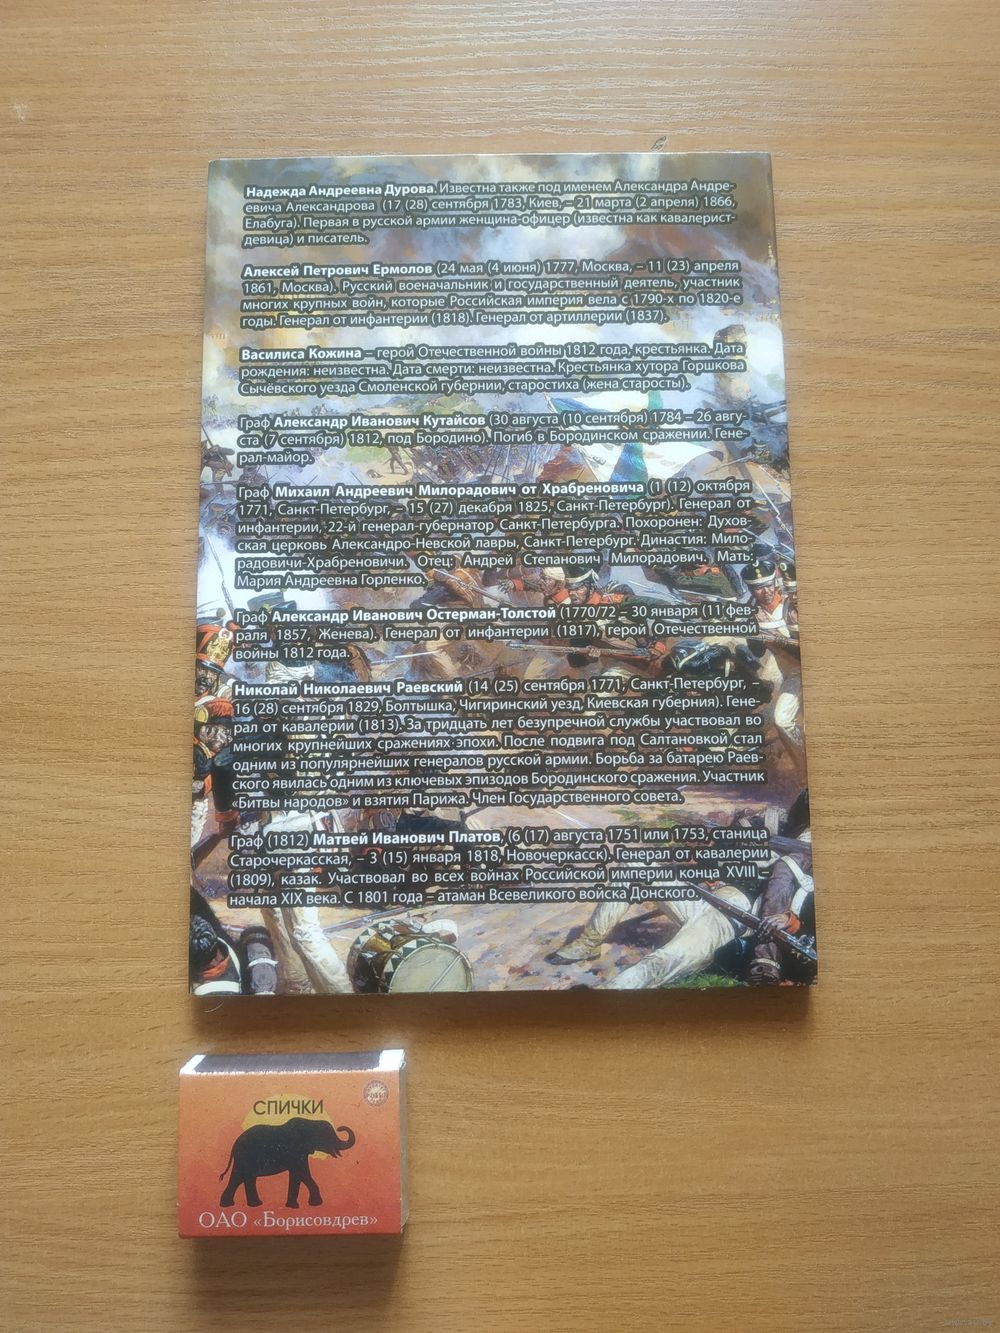 Надежда Андреевна Дурова. Известна также под именем Александра Андре-
евича Александрова (17 (28) сентября 1783, Киев, – 21 марта (2 апреля) 1866,
Елабуга). Первая в русской армии женщина-офицер (известна как кавалерист-
девица) и писатель.
Алексей Петрович Ермолов (24 мая (4 июня) 1777, Москва, – 11 (23) апреля
1861, Москва). Русский военачальник и государственный деятель, участник
многих крупных войн, которые Российская империя вела с 1790-х по 1820-е
годы. Генерал от инфантерии (1818). Генерал от артиллерии (1837).
Василиса Кожина – герой Отечественной войны 1812 года, крестьянка. Дата
рождения: неизвестна. Дата смерти: неизвестна. Крестьянка хутора Горшкова
Сычёвского уезда Смоленской губернии, старостиха (жена старосты).
Граф Александр Иванович Кутайсов (30 августа (10 сентября) 1784 – 26 авгу-
ста (7 сентября) 1812, под Бородино). Погиб в Бородинском сражении. Гене-
рал-майор.
Граф Михаил Андреевич Милорадович от Храбреновича (1 (12) октября
1771, Санкт-Петербург, – 15 (27) декабря 1825, Санкт-Петербург). Генерал от
инфантерии, 22-й генерал-губернатор Санкт-Петербурга. Похоронен: Духов-
ская церковь Александро-Невской лавры, Санкт-Петербург. Династия: Мило-
радовичи-Храбреновичи. Отец: Андрей Степанович Милорадович. Мать:
Мария Андреевна Горленко.
Граф Александр Иванович Остерман-Толстой (1770/72 – 30 января (11 фев-
раля 1857, Женева). Генерал от инфантерии (1817), герой Отечественной
войны 1812 года.
Николай Николаевич Раевский (14 (25) сентября 1771, Санкт-Петербург, –
16 (28) сентября 1829, Болтышка, Чигиринский уезд, Киевская губерния). Гене-
рал от кавалерии (1813). За тридцать лет безупречной службы участвовал во
многих крупнейших сражениях эпохи. После подвига под Салтановкой стал
одним из популярнейших генералов русской армии. Борьба за батарею Раев-
ского явилась одним из ключевых эпизодов Бородинского сражения. Участник
«Битвы народов» и взятия Парижа. Член Государственного совета.
Граф (1812) Матвей Иванович Платов, (6 (17) августа 1751 или 1753, станица
Старочеркасская, – 3 (15) января 1818, Новочеркасск). Генерал от кавалерии
(1809), казак. Участвовал во всех войнах Российской империи конца XVIII –
начала XIX века. С 1801 года – атаман Всевеликого войска Донского.
СПИЧКИ
ОАО «Борисовдрев»